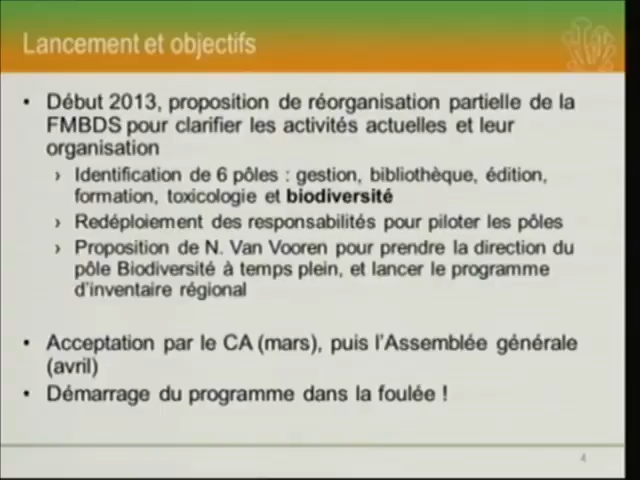 Lancement et objectifs
• Début 2013, proposition de réorganisation partielle de la
FMBDS pour clarifier les activités actuelles et leur
organisation
› Identification de 6 pôles : gestion, bibliothèque, édition,
formation, toxicologie et biodiversité
› Redéploiement des responsabilités pour piloter les pôles
› Proposition de N. Van Vooren pour prendre la direction du
pôle Biodiversité à temps plein, et lancer le programme
d'inventaire régional
• Acceptation par le CA (mars), puis l'Assemblée générale
(avril)
• Démarrage du programme dans la foulée !
4